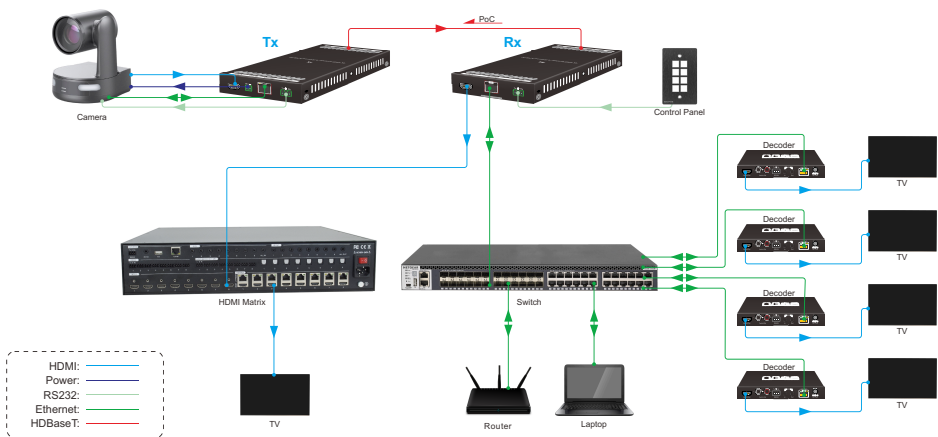 PoC
Tx
Rx
Camera
Control Panel
Decoder
TV
Decoder
TV
HDMI Matrix
Switch
Decoder
TV
Decoder
TV
HDMI:
Power:
RS232:
Ethernet:
HDBaseT:
TV
Router
Laptop